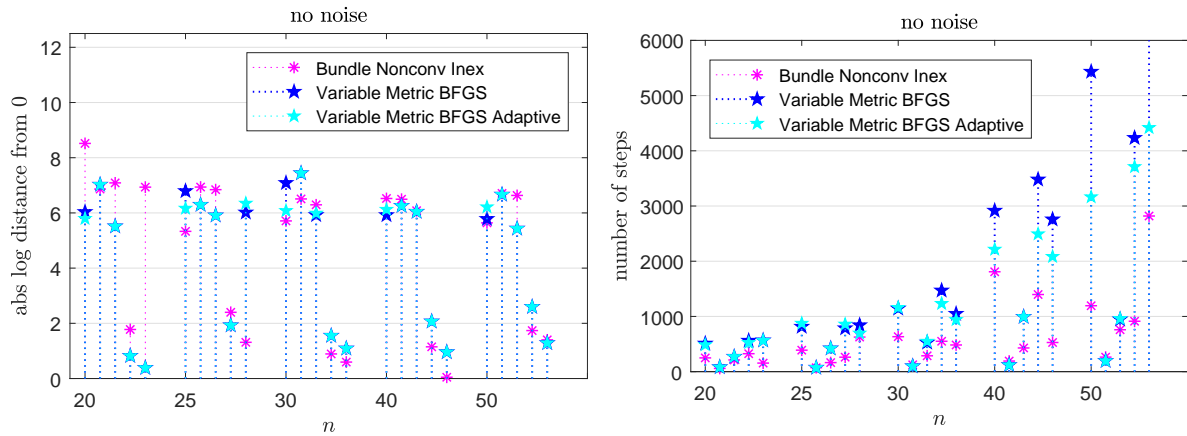 no noise
12
10
8
6
4
2
0
abs log distance from 0
Bundle Nonconv Inex
Variable Metric BFGS
Variable Metric BFGS Adaptive
20 25 30 40 50
n
no noise
6000
5000
4000
3000
2000
1000
0
number of steps
Bundle Nonconv Inex
Variable Metric BFGS
Variable Metric BFGS Adaptive
20 25 30 40 50
n